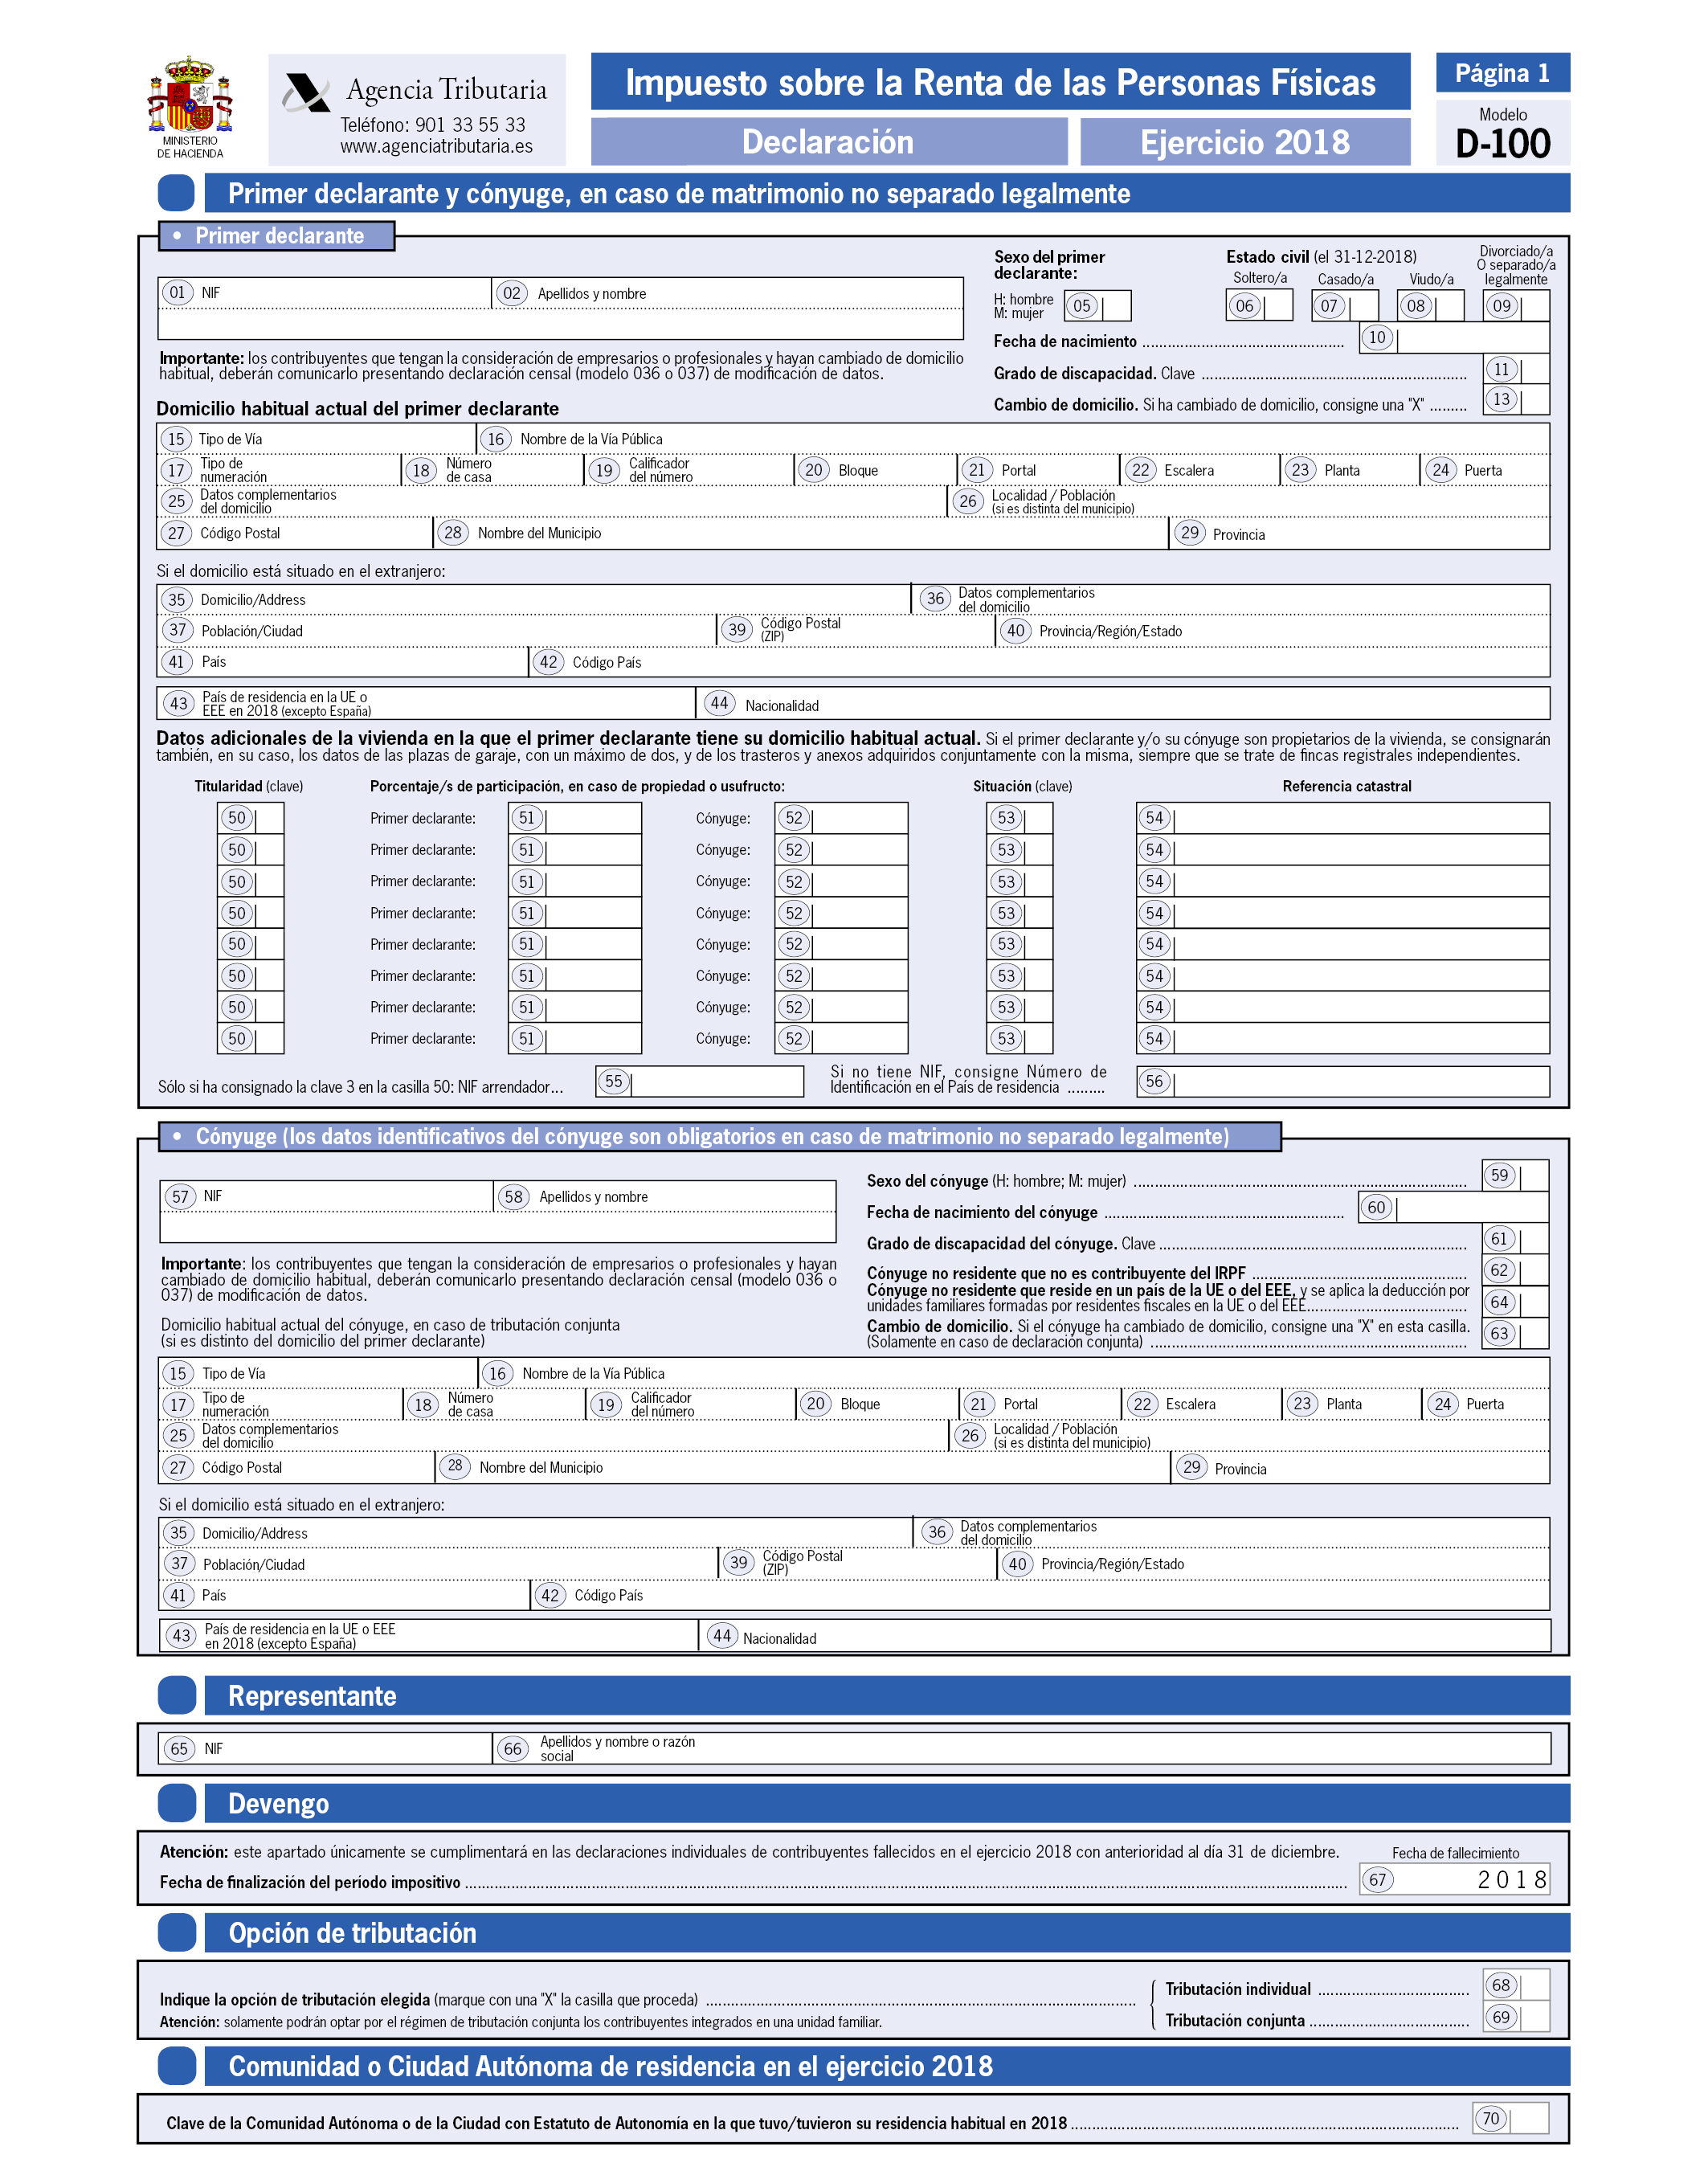 MINISTERIO
DE HACIENDA
Agencia Tributaria
Teléfono: 901 33 55 33
www.agenciatributaria.es
Impuesto sobre la Renta de las Personas Físicas
Declaración
Ejercicio 2018
Página 1
Modelo
D-100
Primer declarante y cónyuge, en caso de matrimonio no separado legalmente
• Primer declarante
01 NIF
02 Apellidos y nombre
Sexo del primer
declarante:
H: hombre
M: mujer
05
Estado civil (el 31-12-2018)
Soltero/a
Casado/a
Viudo/a
Divorciado/a
O separado/a
legalmente
06
07
08
09
Fecha de nacimiento ................................................ 10
Grado de discapacidad. Clave ............................................................... 11
Cambio de domicilio. Si ha cambiado de domicilio, consigne una "X" ......... 13
Importante: los contribuyentes que tengan la consideración de empresarios o profesionales y hayan cambiado de domicilio
habitual, deberán comunicarlo presentando declaración censal (modelo 036 o 037) de modificación de datos.
Domicilio habitual actual del primer declarante
15 Tipo de Vía
16 Nombre de la Vía Pública
17 Tipo de
numeración
18 Número
de casa
19 Calificador
del número
20 Bloque
21 Portal
22 Escalera
23 Planta
24 Puerta
25 Datos complementarios
del domicilio
26 Localidad / Población
(si es distinta del municipio)
27 Código Postal
28 Nombre del Municipio
29 Provincia
Si el domicilio está situado en el extranjero:
35 Domicilio/Address
36 Datos complementarios
del domicilio
37 Población/Ciudad
39 Código Postal
(ZIP)
40 Provincia/Región/Estado
41 País
42 Código País
43 País de residencia en la UE o
EEE en 2018 (excepto España)
44 Nacionalidad
Datos adicionales de la vivienda en la que el primer declarante tiene su domicilio habitual actual. Si el primer declarante y/o su cónyuge son propietarios de la vivienda, se consignarán
también, en su caso, los datos de las plazas de garaje, con un máximo de dos, y de los trasteros y anexos adquiridos conjuntamente con la misma, siempre que se trate de fincas registrales independientes.
Titularidad (clave)
Porcentaje/s de participación, en caso de propiedad o usufructo:
Situación (clave)
Referencia catastral
50 Primer declarante: 51 Cónyuge: 52 53 54
50 Primer declarante: 51 Cónyuge: 52 53 54
50 Primer declarante: 51 Cónyuge: 52 53 54
50 Primer declarante: 51 Cónyuge: 52 53 54
50 Primer declarante: 51 Cónyuge: 52 53 54
50 Primer declarante: 51 Cónyuge: 52 53 54
50 Primer declarante: 51 Cónyuge: 52 53 54
50 Primer declarante: 51 Cónyuge: 52 53 54
Sólo si ha consignado la clave 3 en la casilla 50: NIF arrendador... 55
Si no tiene NIF, consigne Número de
Identificación en el País de residencia ......... 56
• Cónyuge (los datos identificativos del cónyuge son obligatorios en caso de matrimonio no separado legalmente)
57 NIF
58 Apellidos y nombre
Importante: los contribuyentes que tengan la consideración de empresarios o profesionales y hayan
cambiado de domicilio habitual, deberán comunicarlo presentando declaración censal (modelo 036 o
037) de modificación de datos.
Domicilio habitual actual del cónyuge, en caso de tributación conjunta
(si es distinto del domicilio del primer declarante)
Sexo del cónyuge (H: hombre; M: mujer) ............................................................................... 59
Fecha de nacimiento del cónyuge ......................................................... 60
Grado de discapacidad del cónyuge. Clave ......................................................................... 61
Cónyuge no residente que no es contribuyente del IRPF ................................................... 62
Cónyuge no residente que reside en un país de la UE o del EEE, y se aplica la deducción por
unidades familiares formadas por residentes fiscales en la UE o del EEE...................................... 64
Cambio de domicilio. Si el cónyuge ha cambiado de domicilio, consigne una "X" en esta casilla.
(Solamente en caso de declaración conjunta) ........................................................................... 63
15 Tipo de Vía
16 Nombre de la Vía Pública
17 Tipo de
numeración
18 Número
de casa
19 Calificador
del número
20 Bloque
21 Portal
22 Escalera
23 Planta
24 Puerta
25 Datos complementarios
del domicilio
26 Localidad / Población
(si es distinta del municipio)
27 Código Postal
28 Nombre del Municipio
29 Provincia
Si el domicilio está situado en el extranjero:
35 Domicilio/Address
36 Datos complementarios
del domicilio
37 Población/Ciudad
39 Código Postal
(ZIP)
40 Provincia/Región/Estado
41 País
42 Código País
43 País de residencia en la UE o EEE
en 2018 (excepto España)
44 Nacionalidad
Representante
65 NIF
66 Apellidos y nombre o razón
social
Devengo
Atención: este apartado únicamente se cumplimentará en las declaraciones individuales de contribuyentes fallecidos en el ejercicio 2018 con anterioridad al día 31 de diciembre.
Fecha de fallecimiento
Fecha de finalización del período impositivo .................................................................................................... 67 2018
Opción de tributación
Indique la opción de tributación elegida (marque con una "X" la casilla que proceda) ......................................................
Atención: solamente podrán optar por el régimen de tributación conjunta los contribuyentes integrados en una unidad familiar.
Tributación individual .................................... 68
Tributación conjunta ...................................... 69
Comunidad o Ciudad Autónoma de residencia en el ejercicio 2018
Clave de la Comunidad Autónoma o de la Ciudad con Estatuto de Autonomía en la que tuvo/tuvieron su residencia habitual en 2018 ........................................................ 70